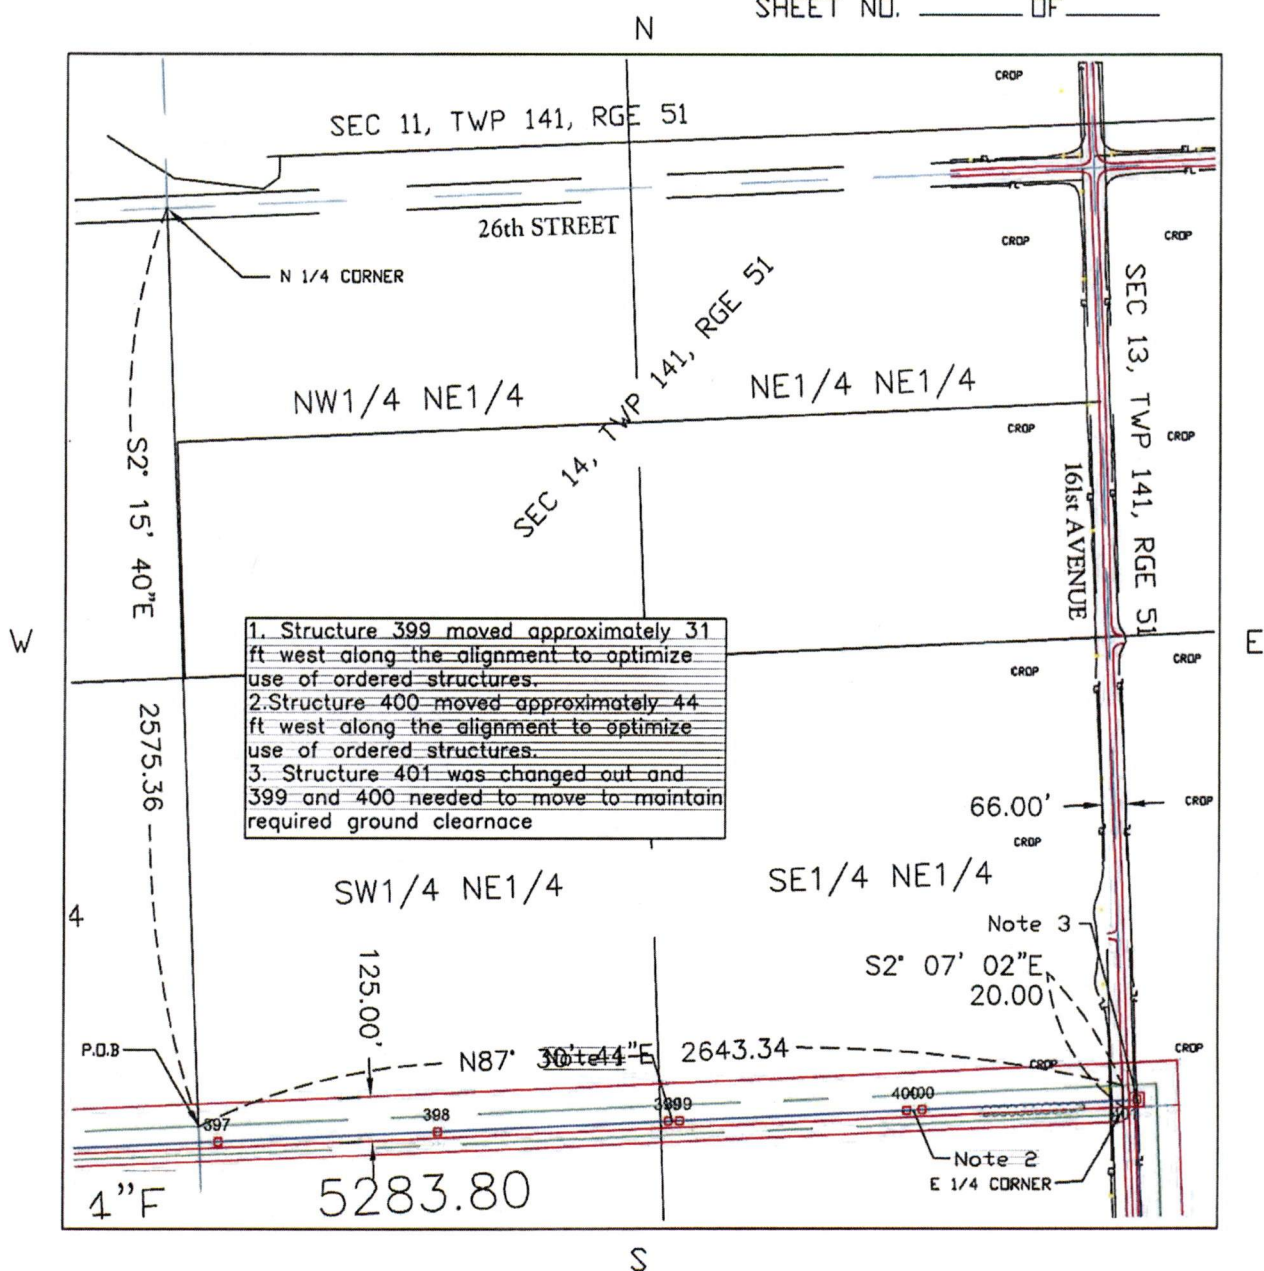 SHEET NO. ______ OF ______
N
SEC 11, TWP 141, RGE 51
CROP
26th STREET
CROP
CROP
N 1/4 CORNER
SEC 14, TWP 141, RGE 51
SEC 13, TWP 141, RGE 51
NW1/4 NE1/4
NE1/4 NE1/4
CROP
CROP
S2° 15' 40"E
161st AVENUE
W
E
1. Structure 399 moved approximately 31
ft west along the alignment to optimize
use of ordered structures.
2.Structure 400 moved approximately 44
ft west along the alignment to optimize
use of ordered structures.
3. Structure 401 was changed out and
399 and 400 needed to move to maintain
required ground clearnace
CROP
CROP
2575.36
66.00'
CROP
CROP
SW1/4 NE1/4
SE1/4 NE1/4
4
Note 3
125.00'
S2° 07' 02"E
20.00
P.O.B
N87° "E 2643.34
CROP
CROP
397
398
399
400
Note 2
E 1/4 CORNER
1"F
5283.80
S